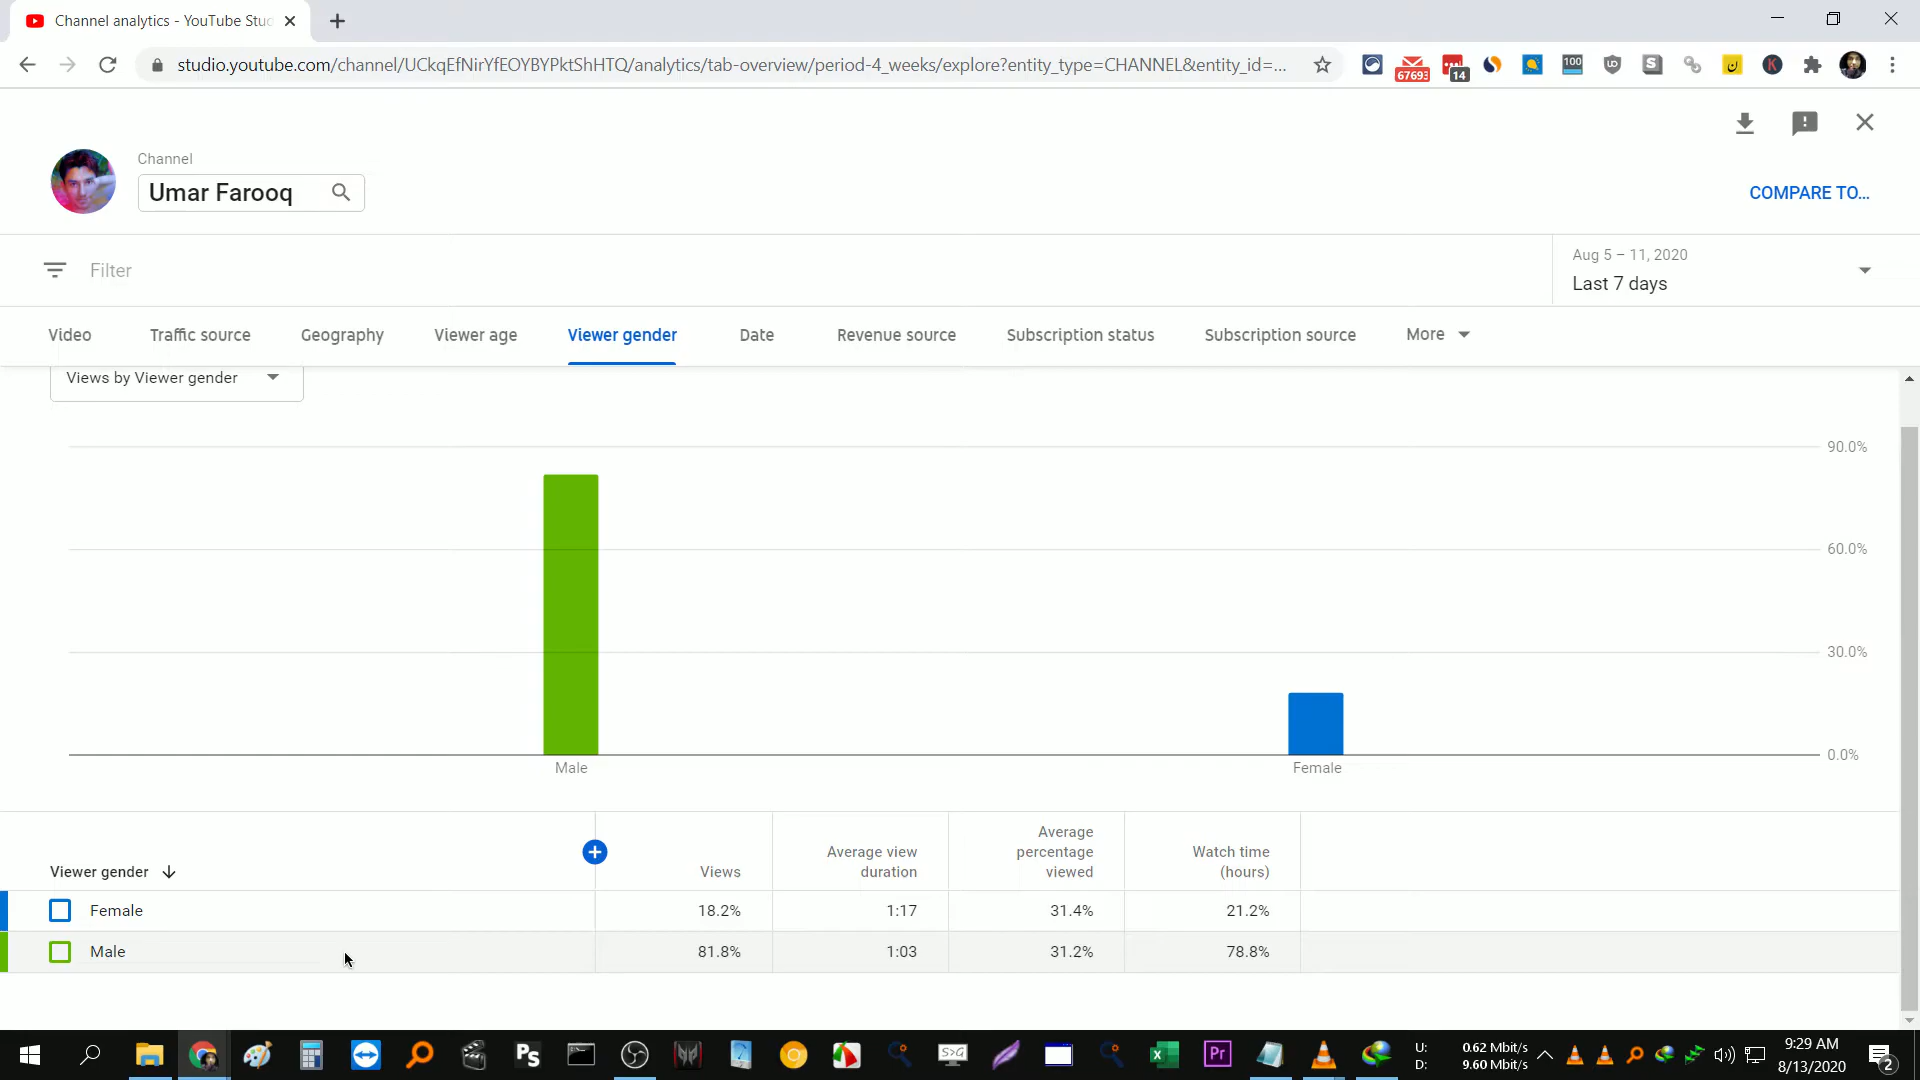 Channel analytics - YouTube Stuc
studio.youtube.com/channel/UCkqEfNirYfEOYBYPktShHTQ/analytics/tab-overview/period-4_weeks/explore?entity_type=CHANNEL&entity_id=...
67693
14
100
Channel
Umar Farooq
COMPARE TO...
Filter
Aug 5 – 11, 2020
Last 7 days
Video Traffic source Geography Viewer age Viewer gender Date Revenue source Subscription status Subscription source More
Views by Viewer gender
90.0%
60.0%
30.0%
0.0%
Male Female
Viewer gender Views Average view duration Average percentage viewed Watch time (hours)
Female 18.2% 1:17 31.4% 21.2%
Male 81.8% 1:03 31.2% 78.8%
U: 0.62 Mbit/s
D: 9.60 Mbit/s
9:29 AM
8/13/2020
2